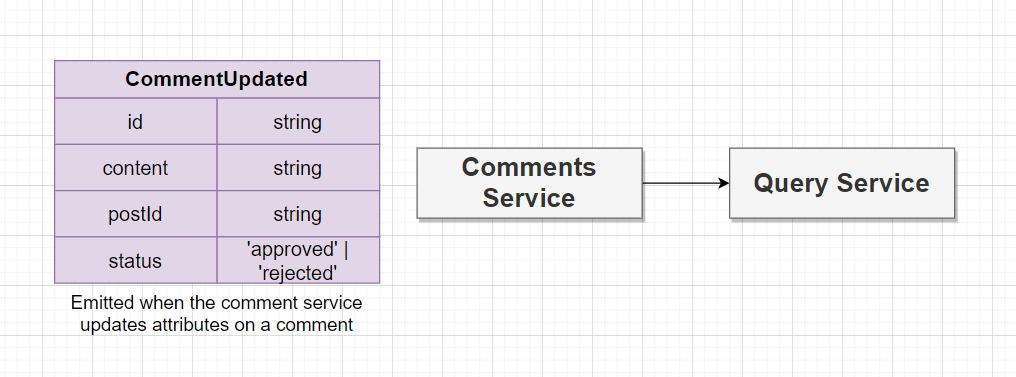 CommentUpdated
id string
content string
postId string
status 'approved' |
'rejected'
Emitted when the comment service
updates attributes on a comment
Comments
Service
Query Service